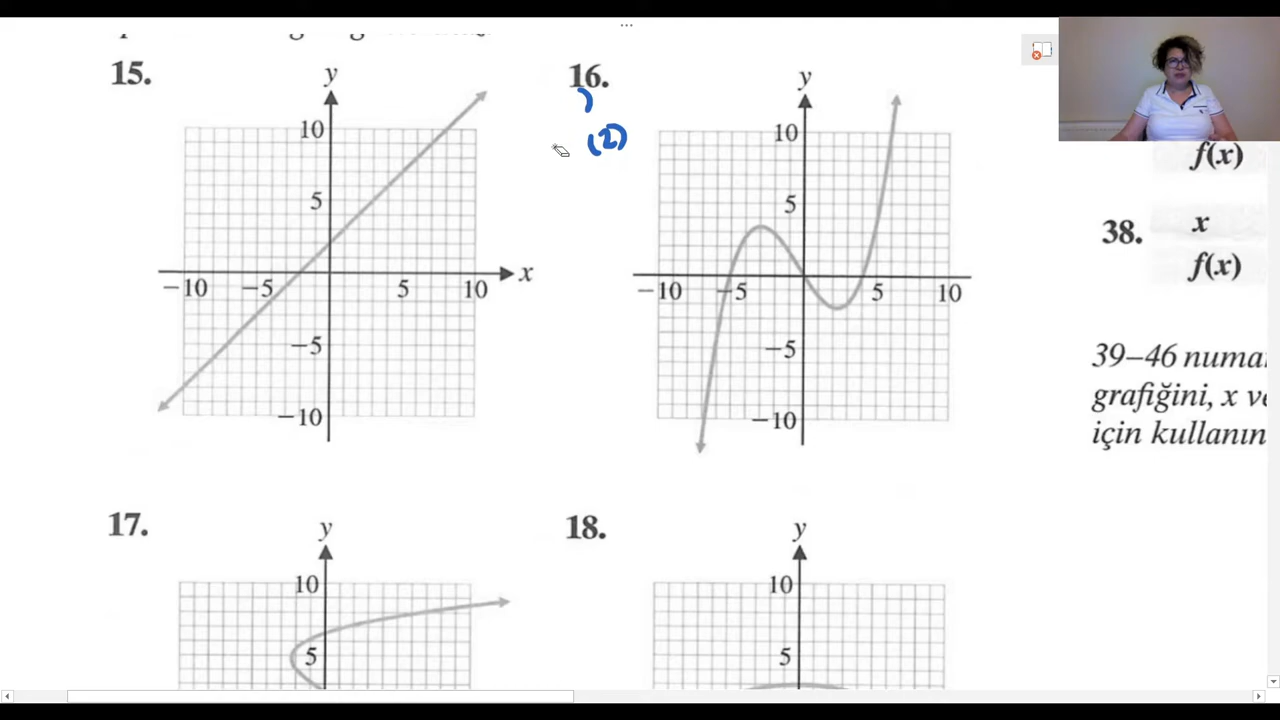 15.
y
10
5
-10
-5
5
10
x
-5
-10
16.
)
(2)
y
10
5
-10
-5
5
10
-5
-10
f(x)
38.
x
f(x)
39–46 numa
grafiğini, x ve
için kullanın
17.
y
10
5
18.
y
10
5